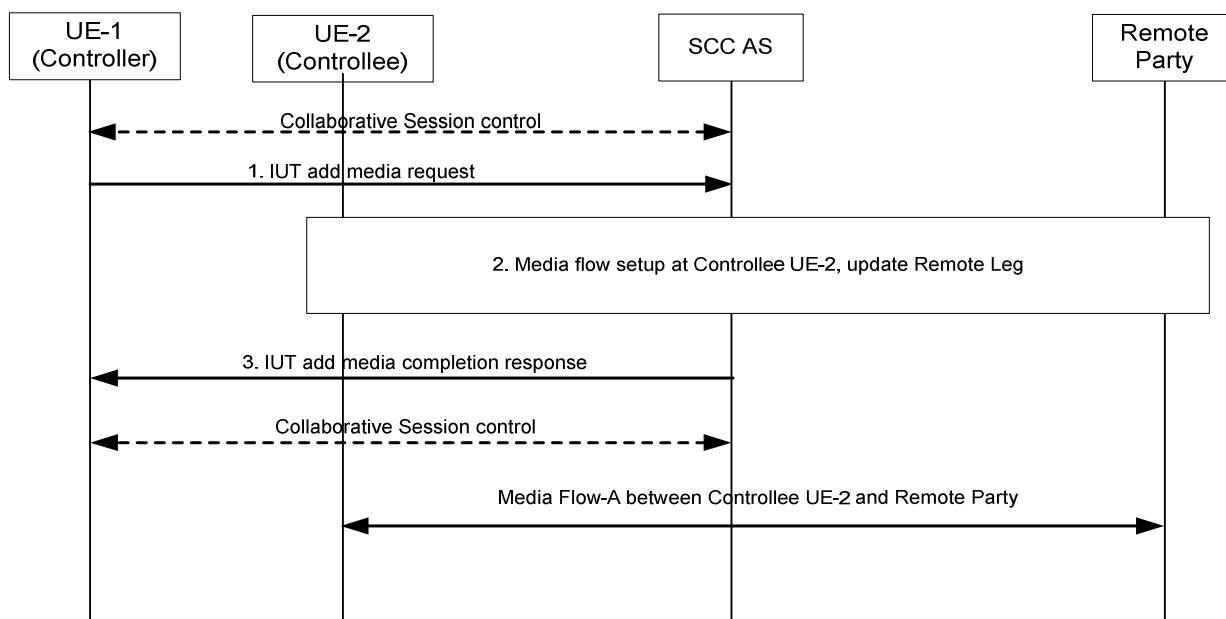 UE-1
(Controller)
UE-2
(Controllee)
SCC AS
Remote
Party
Collaborative Session control
1. IUT add media request
2. Media flow setup at Controllee UE-2, update Remote Leg
3. IUT add media completion response
Collaborative Session control
Media Flow-A between Controllee UE-2 and Remote Party